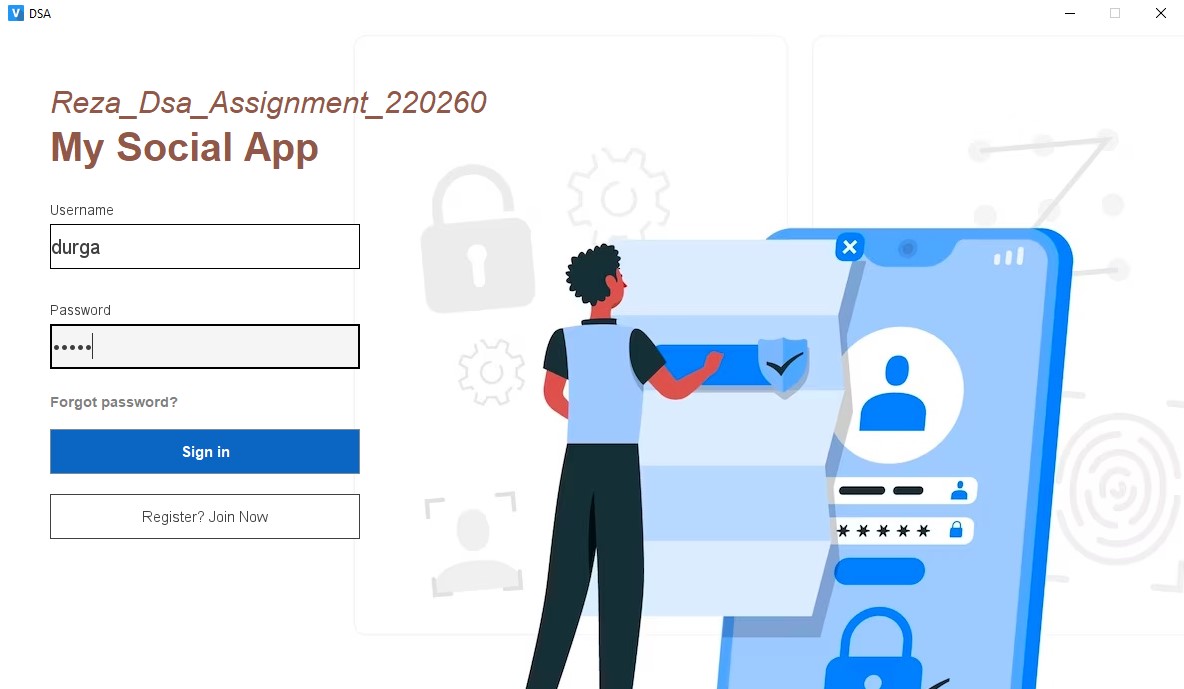 DSA
Reza_Dsa_Assignment_220260
My Social App
Username
durga
Password
•••••
Forgot password?
Sign in
Register? Join Now
*****